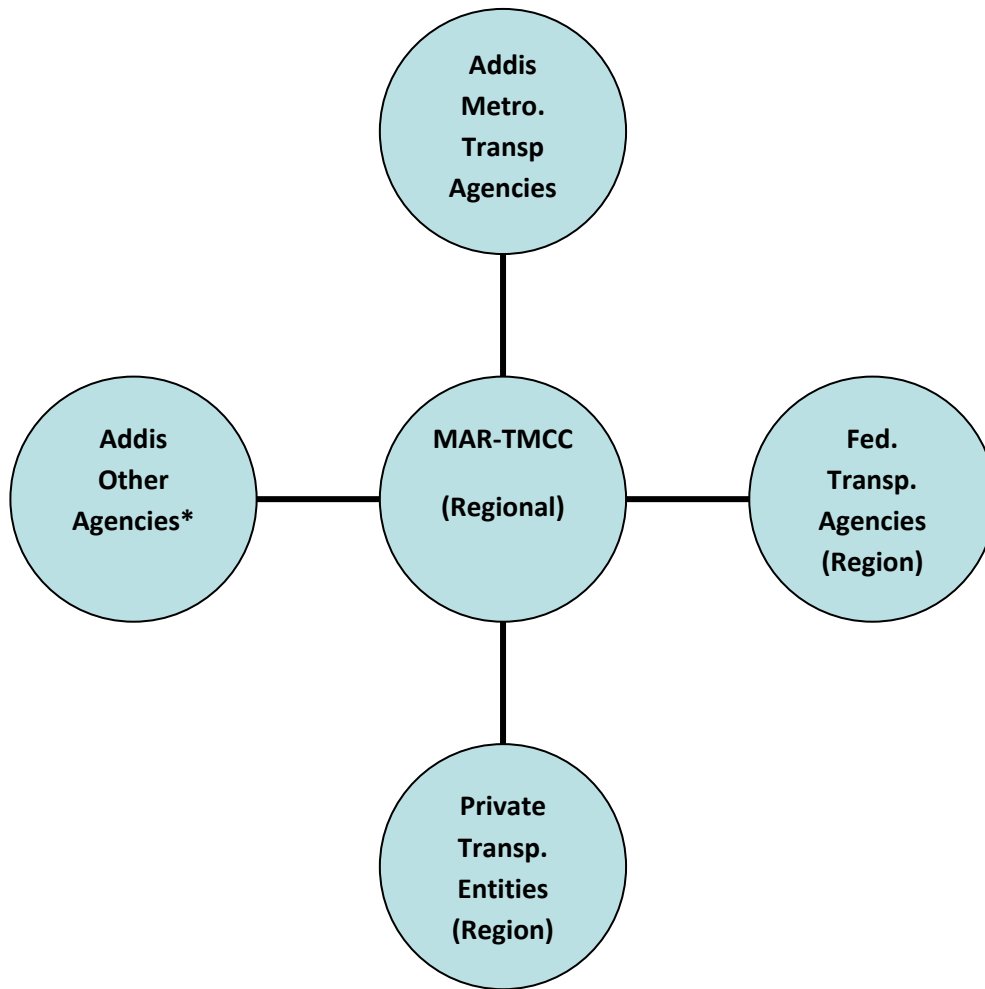 Addis
Metro.
Transp
Agencies
Addis
Other
Agencies*
MAR-TMCC
(Regional)
Fed.
Transp.
Agencies
(Region)
Private
Transp.
Entities
(Region)